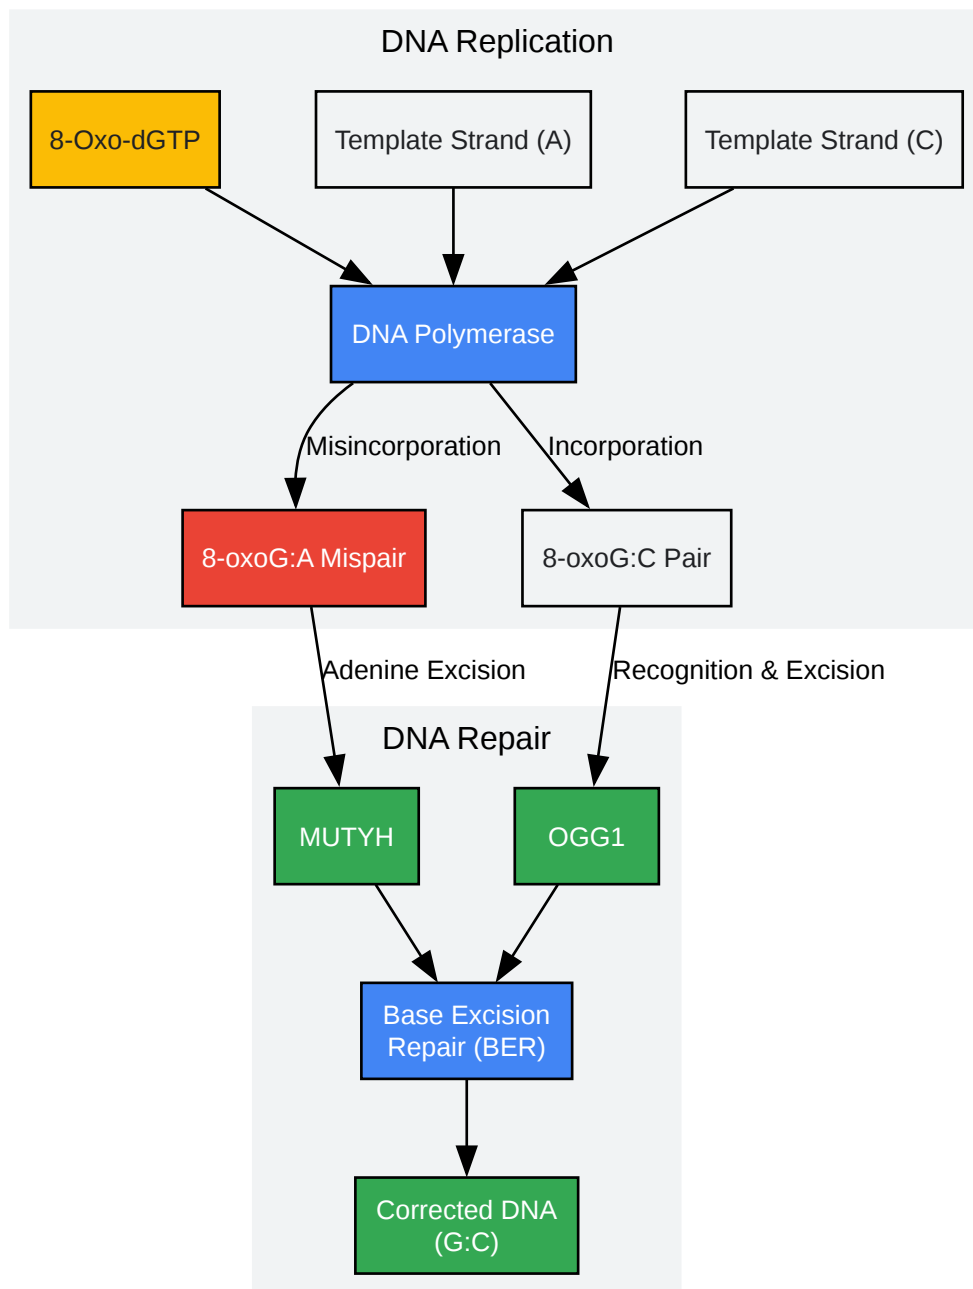 DNA Replication
8-Oxo-dGTP
Template Strand (A)
Template Strand (C)
DNA Polymerase
Misincorporation
Incorporation
8-oxoG:A Mispair
8-oxoG:C Pair
Adenine Excision
Recognition & Excision
DNA Repair
MUTYH
OGG1
Base Excision
Repair (BER)
Corrected DNA
(G:C)